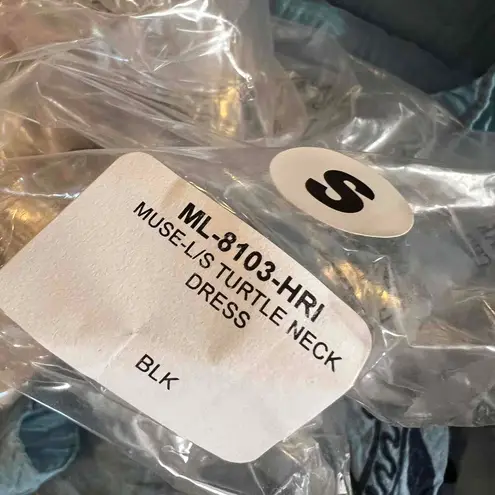 S
ML-8103-HRI
MUSE-L/S TURTLE NECK
DRESS
BLK